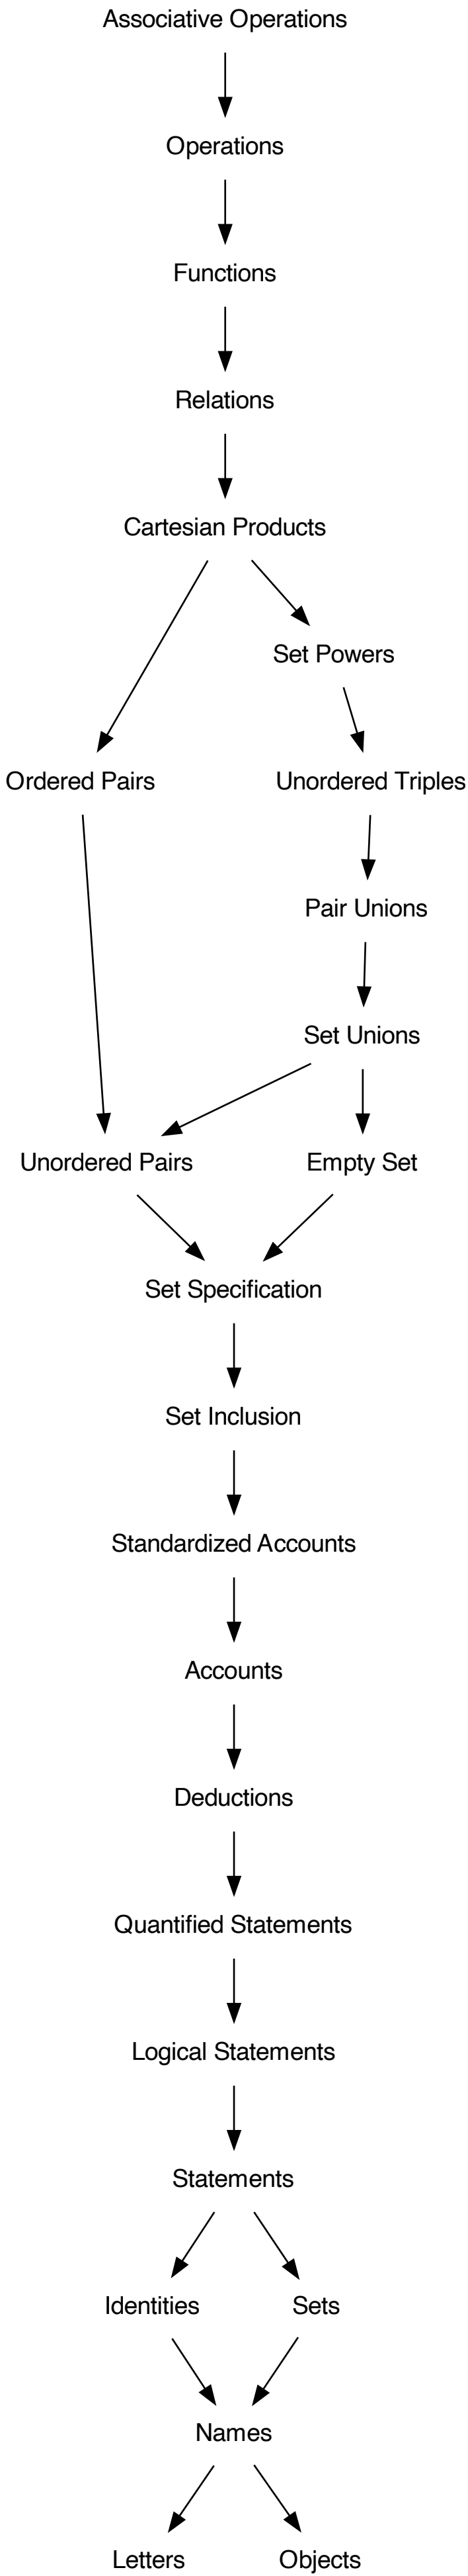 Associative Operations
Operations
Functions
Relations
Cartesian Products
Set Powers
Ordered Pairs
Unordered Triples
Pair Unions
Set Unions
Unordered Pairs
Empty Set
Set Specification
Set Inclusion
Standardized Accounts
Accounts
Deductions
Quantified Statements
Logical Statements
Statements
Identities
Sets
Names
Letters
Objects